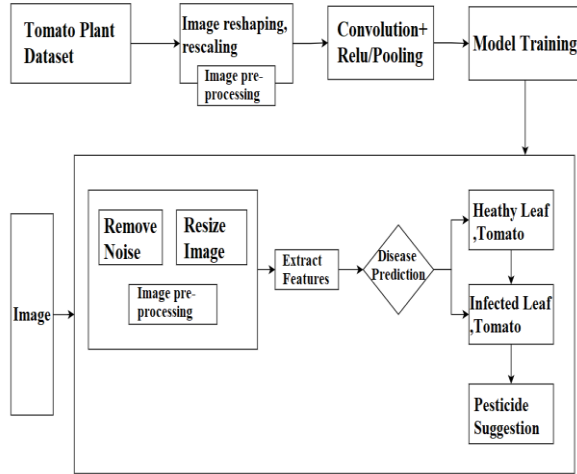 Tomato Plant
Dataset
Image reshaping,
rescaling
Image pre-
processing
Convolution+
Relu/Pooling
Model Training
Image
Remove
Noise
Resize
Image
Image pre-
processing
Extract
Features
Disease
Prediction
Heathy Leaf
,Tomato
Infected Leaf
,Tomato
Pesticide
Suggestion